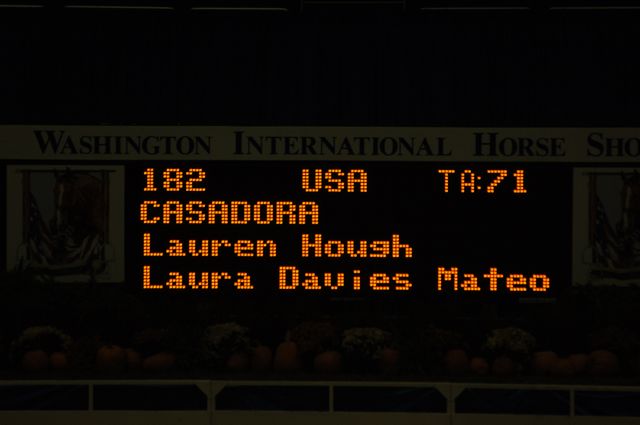 WASHINGTON INTERNATIONAL HORSE SHO
182 USA TA:71
CASADORA
Lauren Hough
Laura Davies Mateo